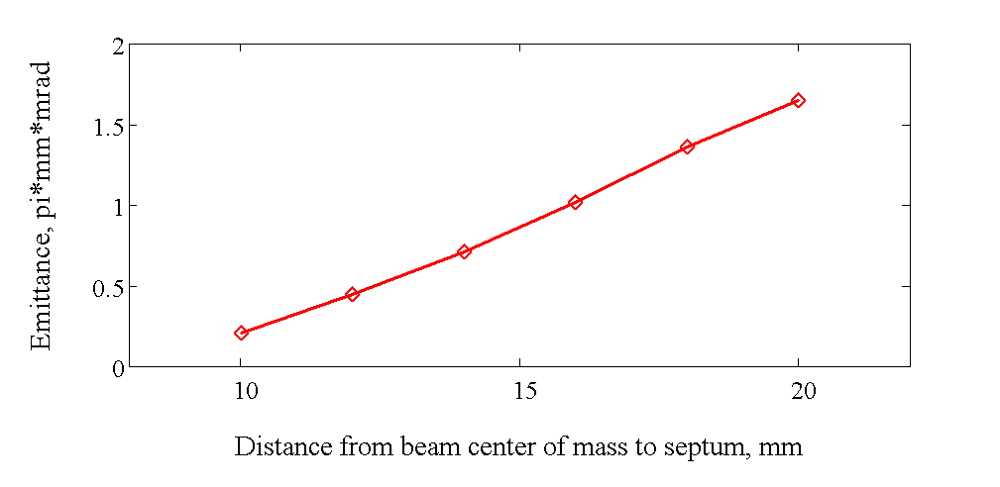 Emittance, pi*mm*mrad
2
1.5
1
0.5
0
10 15 20
Distance from beam center of mass to septum, mm